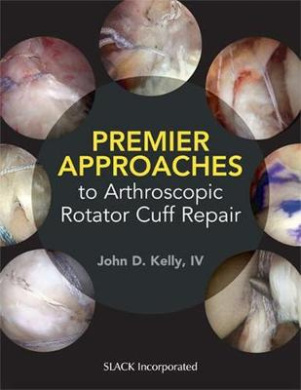 PREMIER
APPROACHES
to Arthroscopic
Rotator Cuff Repair
John D. Kelly, IV
SLACK Incorporated